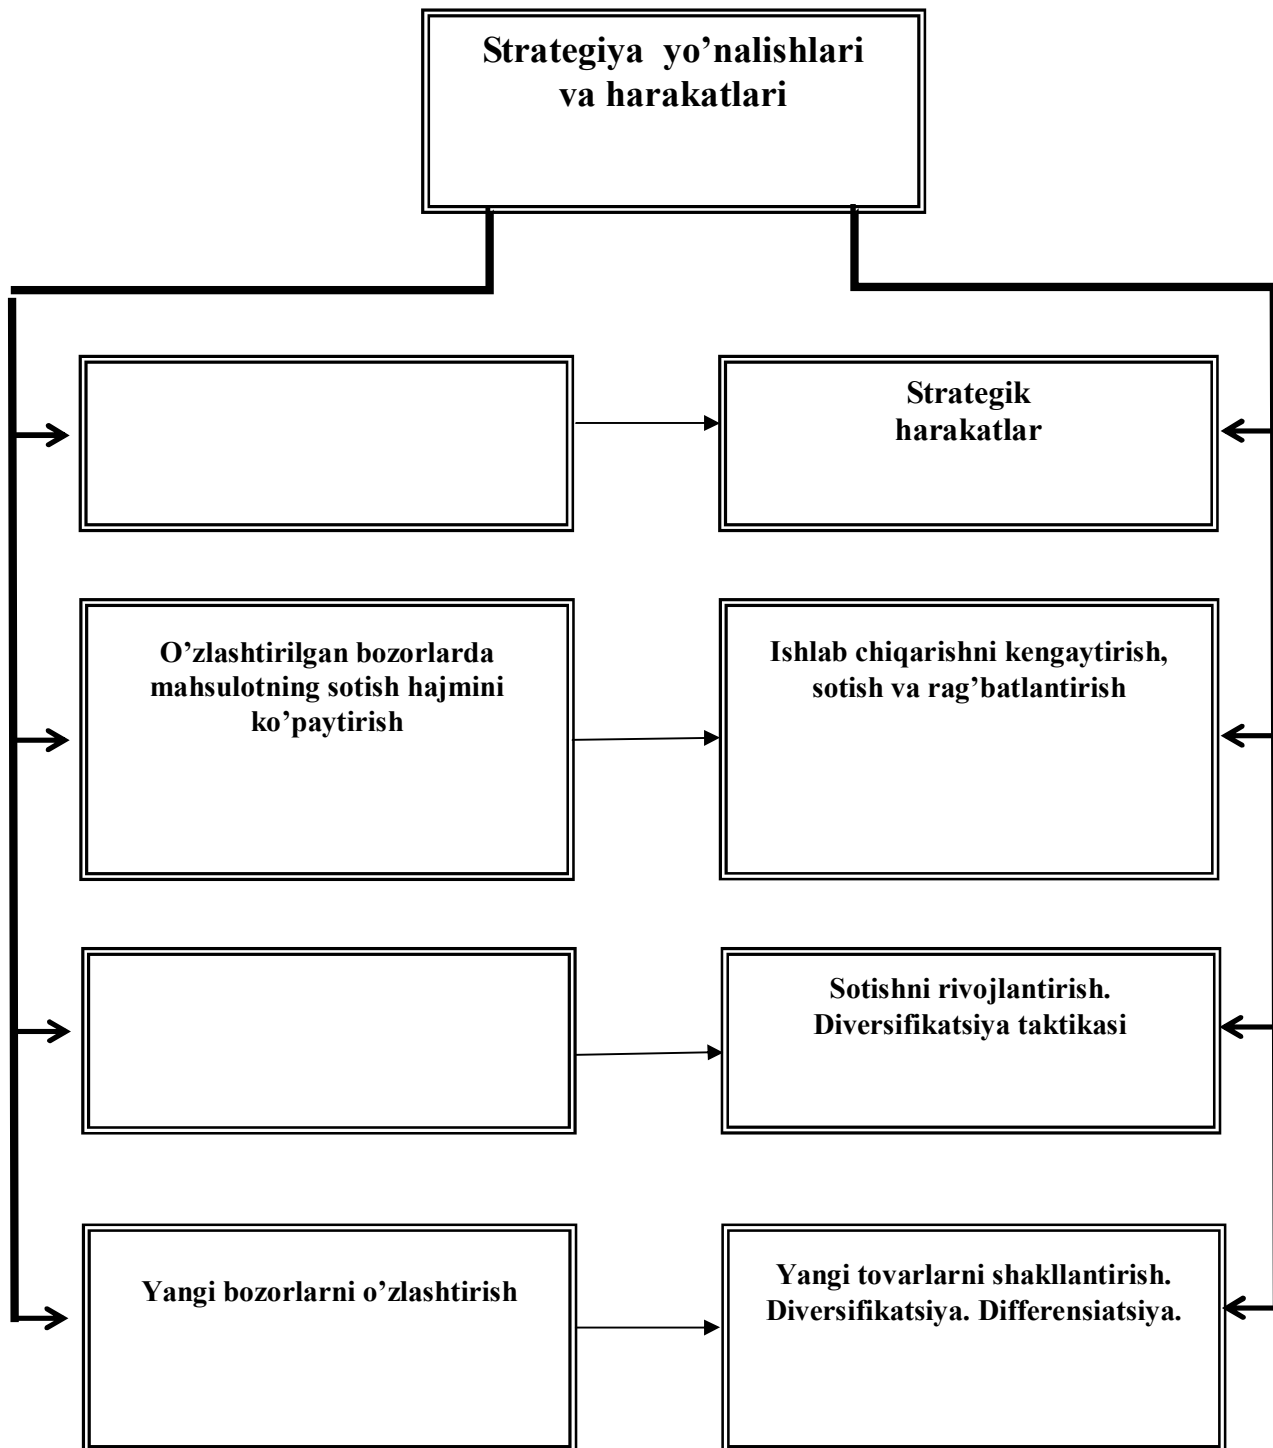 Strategiya yo’nalishlari
va harakatlari
Strategik
harakatlar
O’zlashtirilgan bozorlarda
mahsulotning sotish hajmini
ko’paytirish
Ishlab chiqarishni kengaytirish,
sotish va rag’batlantirish
Sotishni rivojlantirish.
Diversifikatsiya taktikasi
Yangi bozorlarni o’zlashtirish
Yangi tovarlarni shakllantirish.
Diversifikatsiya. Differensiatsiya.